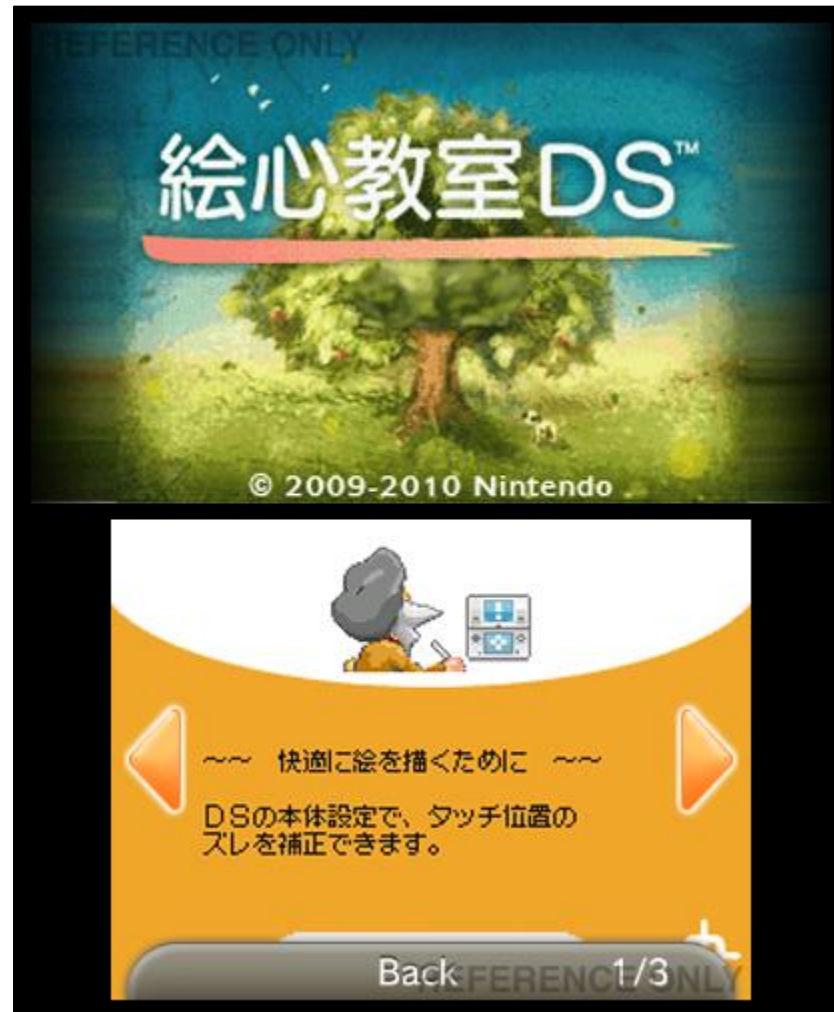 REFERENCE ONLY
絵心教室DS™
© 2009-2010 Nintendo
~~ 快適に絵を描くために ~~
DSの本体設定で、タッチ位置の
ズレを補正できます。
Back 1/3
REFERENCE ONLY